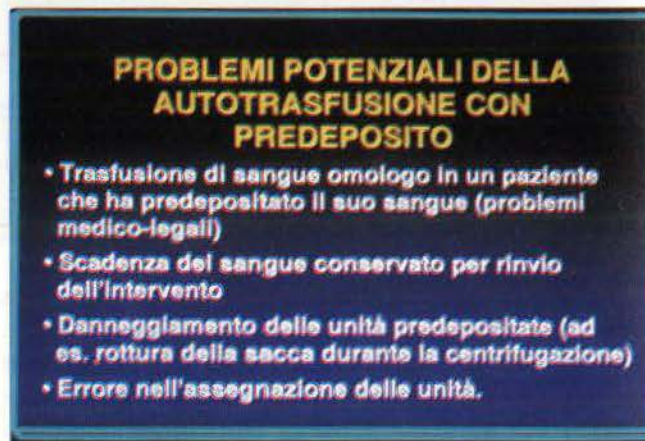 PROBLEMI POTENZIALI DELLA
AUTOTRASFUSIONE CON
PREDEPOSITO
• Trasfusione di sangue omologo in un paziente
che ha predepositato il suo sangue (problemi
medico-legali)
• Scadenza del sangue conservato per rinvio
dell'intervento
• Danneggiamento delle unità predepositate (ad
es. rottura della sacca durante la centrifugazione)
• Errore nell'assegnazione delle unità.